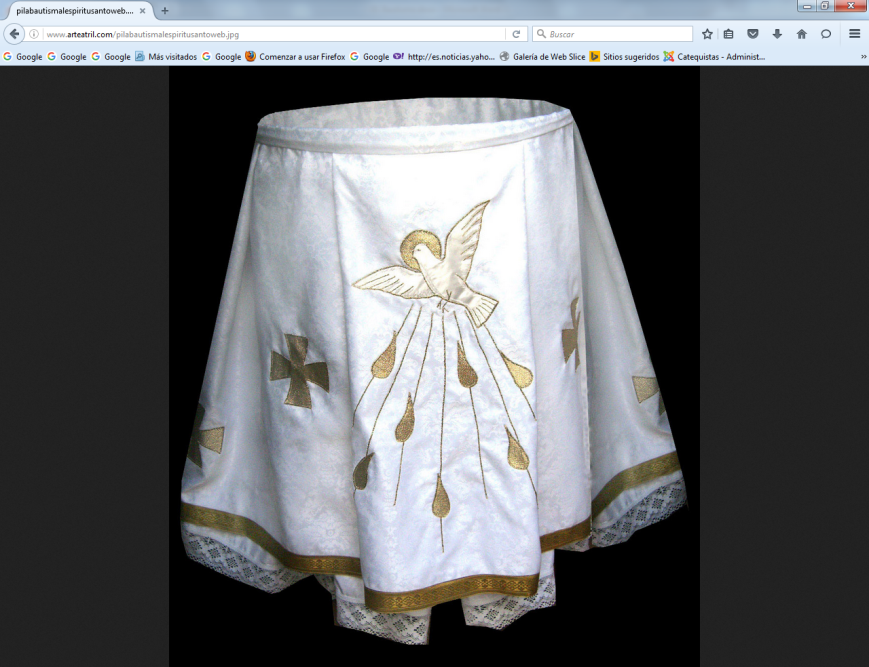 pilabautismalespiritusantoweb....
www.arteatril.com/pilabautismalespiritusantoweb.jpg
Buscar
Google Google Google Más visitados Google Comenzar a usar Firefox Google http://es.noticias.yaho... Galería de Web Slice Sitios sugeridos Catequistas - Administ...